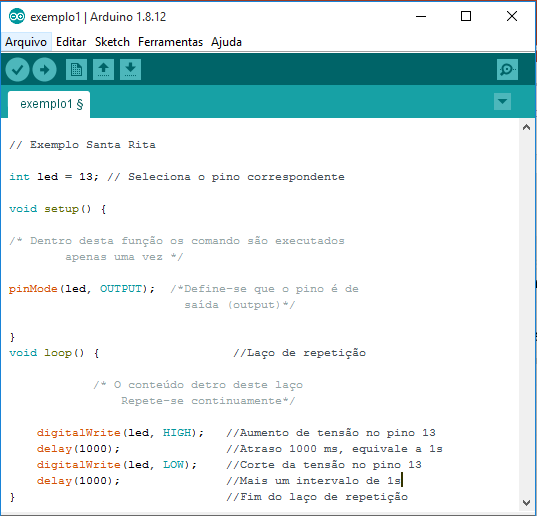 exemplo1 | Arduino 1.8.12
Arquivo Editar Sketch Ferramentas Ajuda
exemplo1 §
// Exemplo Santa Rita
int led = 13; // Seleciona o pino correspondente
void setup() {
/* Dentro desta função os comando são executados
apenas uma vez */
pinMode(led, OUTPUT); /*Define-se que o pino é de
saída (output)*/
}
void loop() { //Laço de repetição
/* O conteúdo detro deste laço
Repete-se continuamente*/
digitalWrite(led, HIGH); //Aumento de tensão no pino 13
delay(1000); //Atraso 1000 ms, equivale a 1s
digitalWrite(led, LOW); //Corte da tensão no pino 13
delay(1000); //Mais um intervalo de 1s
} //Fim do laço de repetição